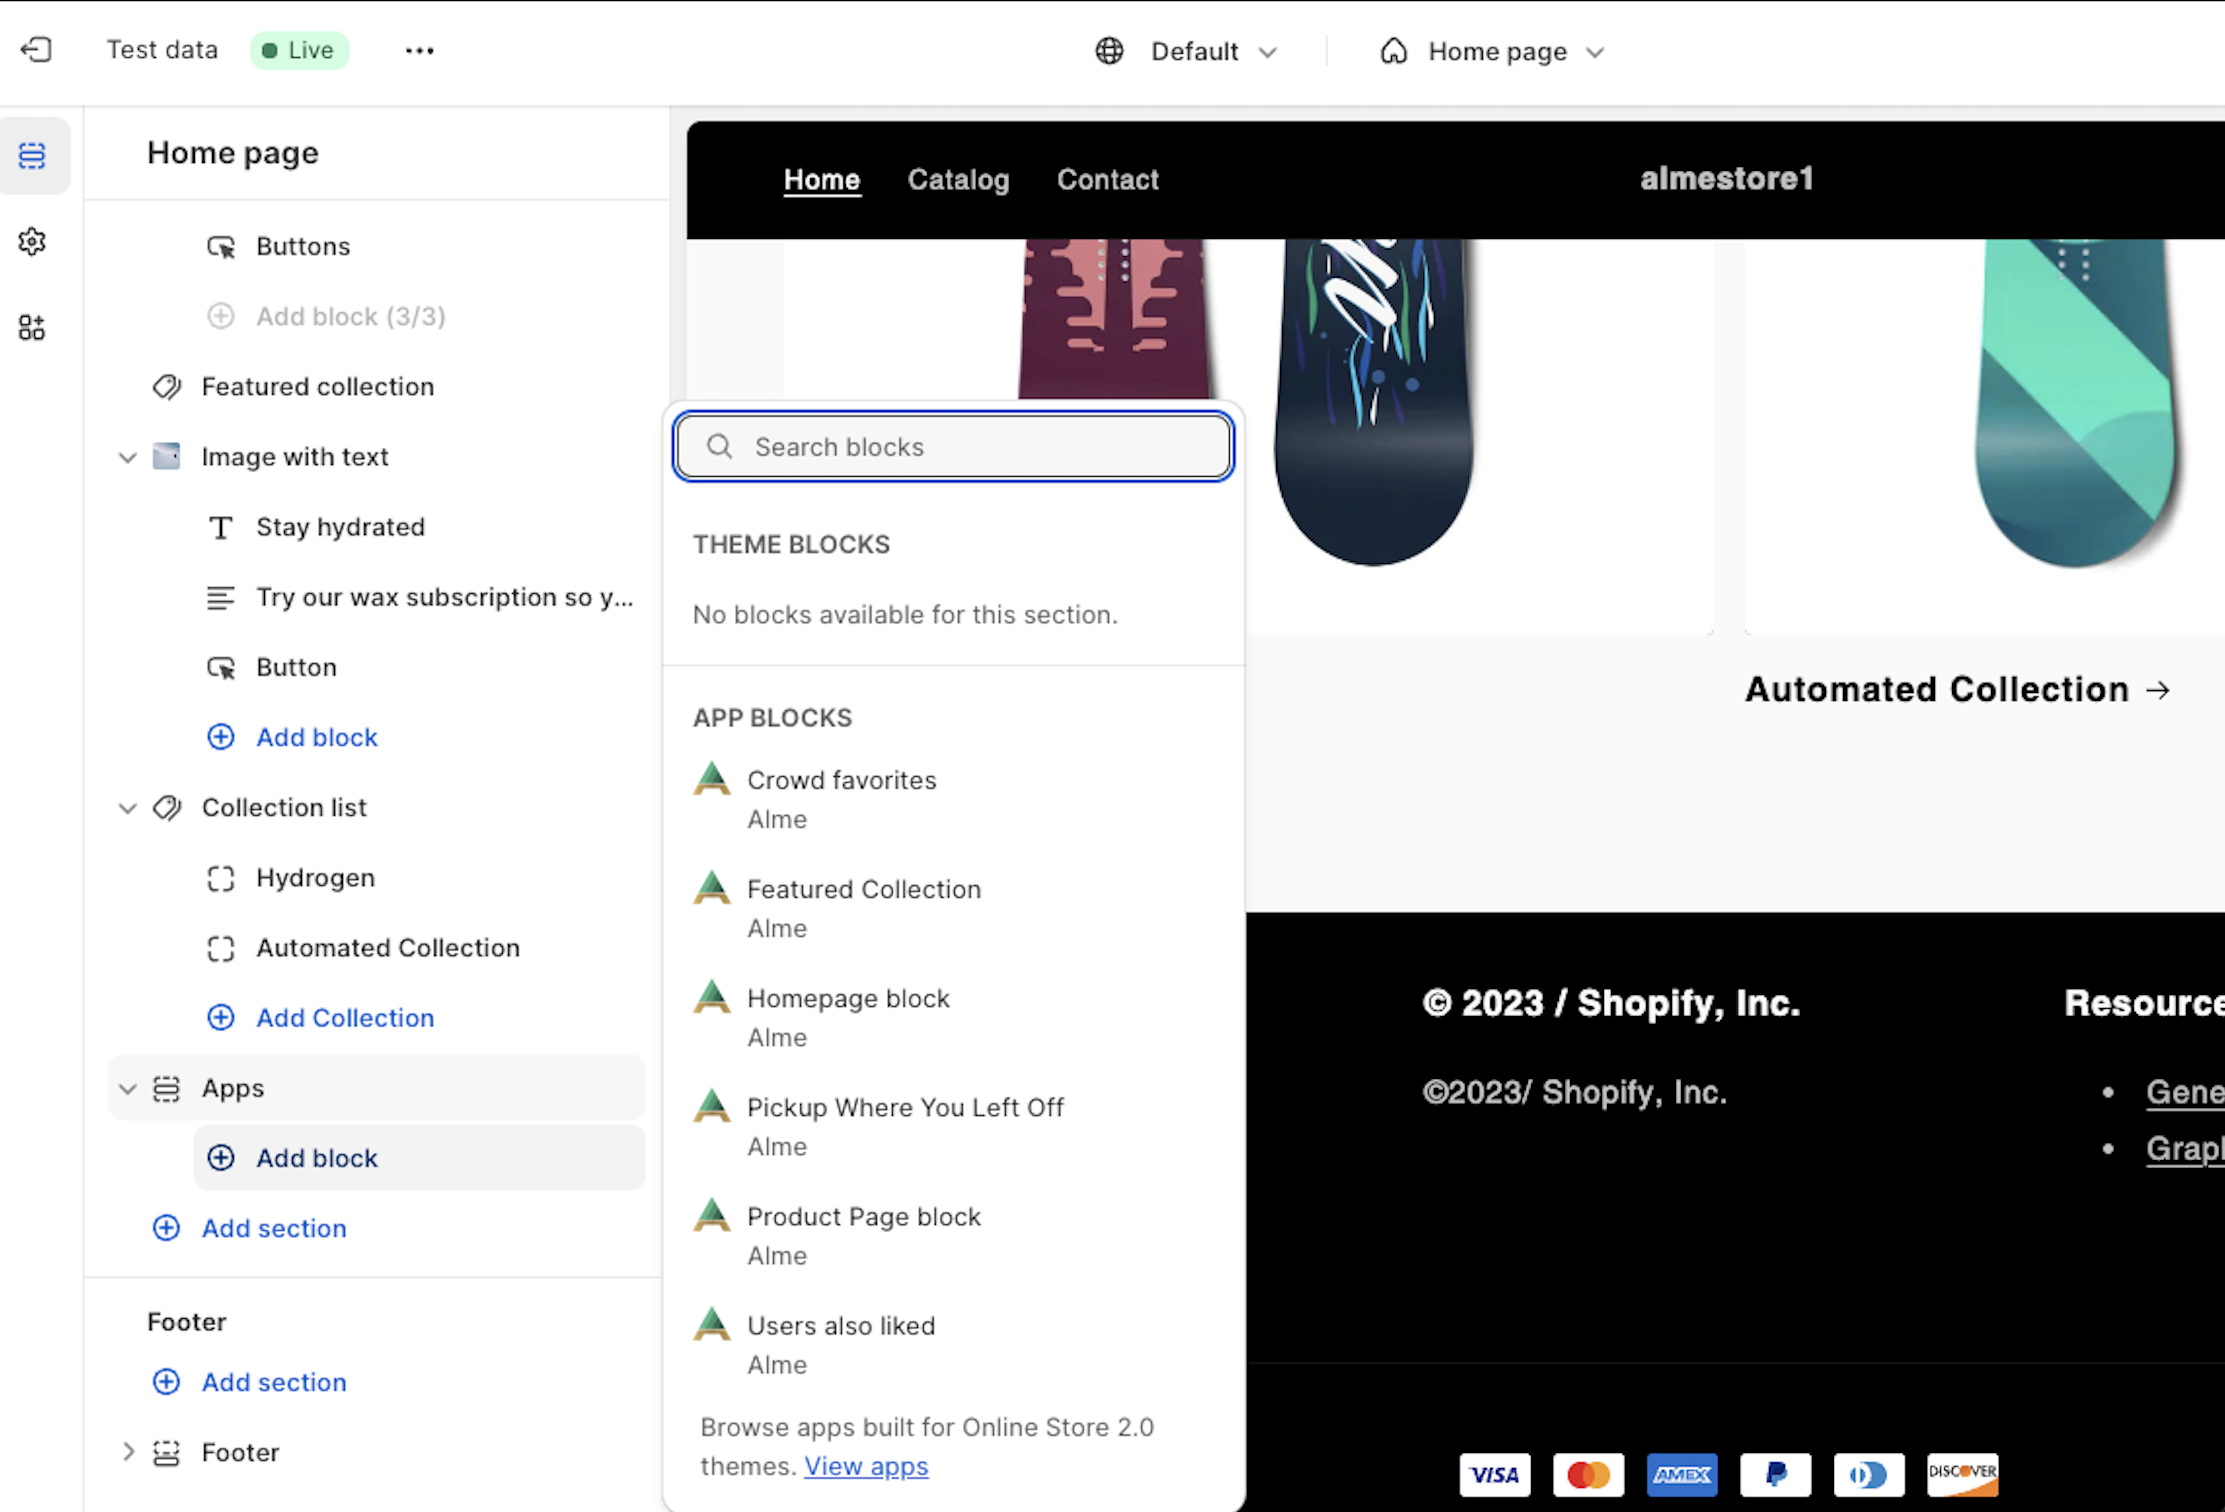 Test data
Live
Default
Home page
Home page
Buttons
Add block (3/3)
Featured collection
Image with text
Stay hydrated
Try our wax subscription so y...
Button
Add block
Collection list
Hydrogen
Automated Collection
Add Collection
Apps
Add block
Add section
Footer
Add section
Footer
Search blocks
THEME BLOCKS
No blocks available for this section.
APP BLOCKS
Crowd favorites
Alme
Featured Collection
Alme
Homepage block
Alme
Pickup Where You Left Off
Alme
Product Page block
Alme
Users also liked
Alme
Browse apps built for Online Store 2.0
themes. View apps
Home Catalog Contact
almestore1
Automated Collection →
© 2023 / Shopify, Inc.
©2023/ Shopify, Inc.
Resource
• Gene
• Grap
VISA
AMEX
DISCOVER